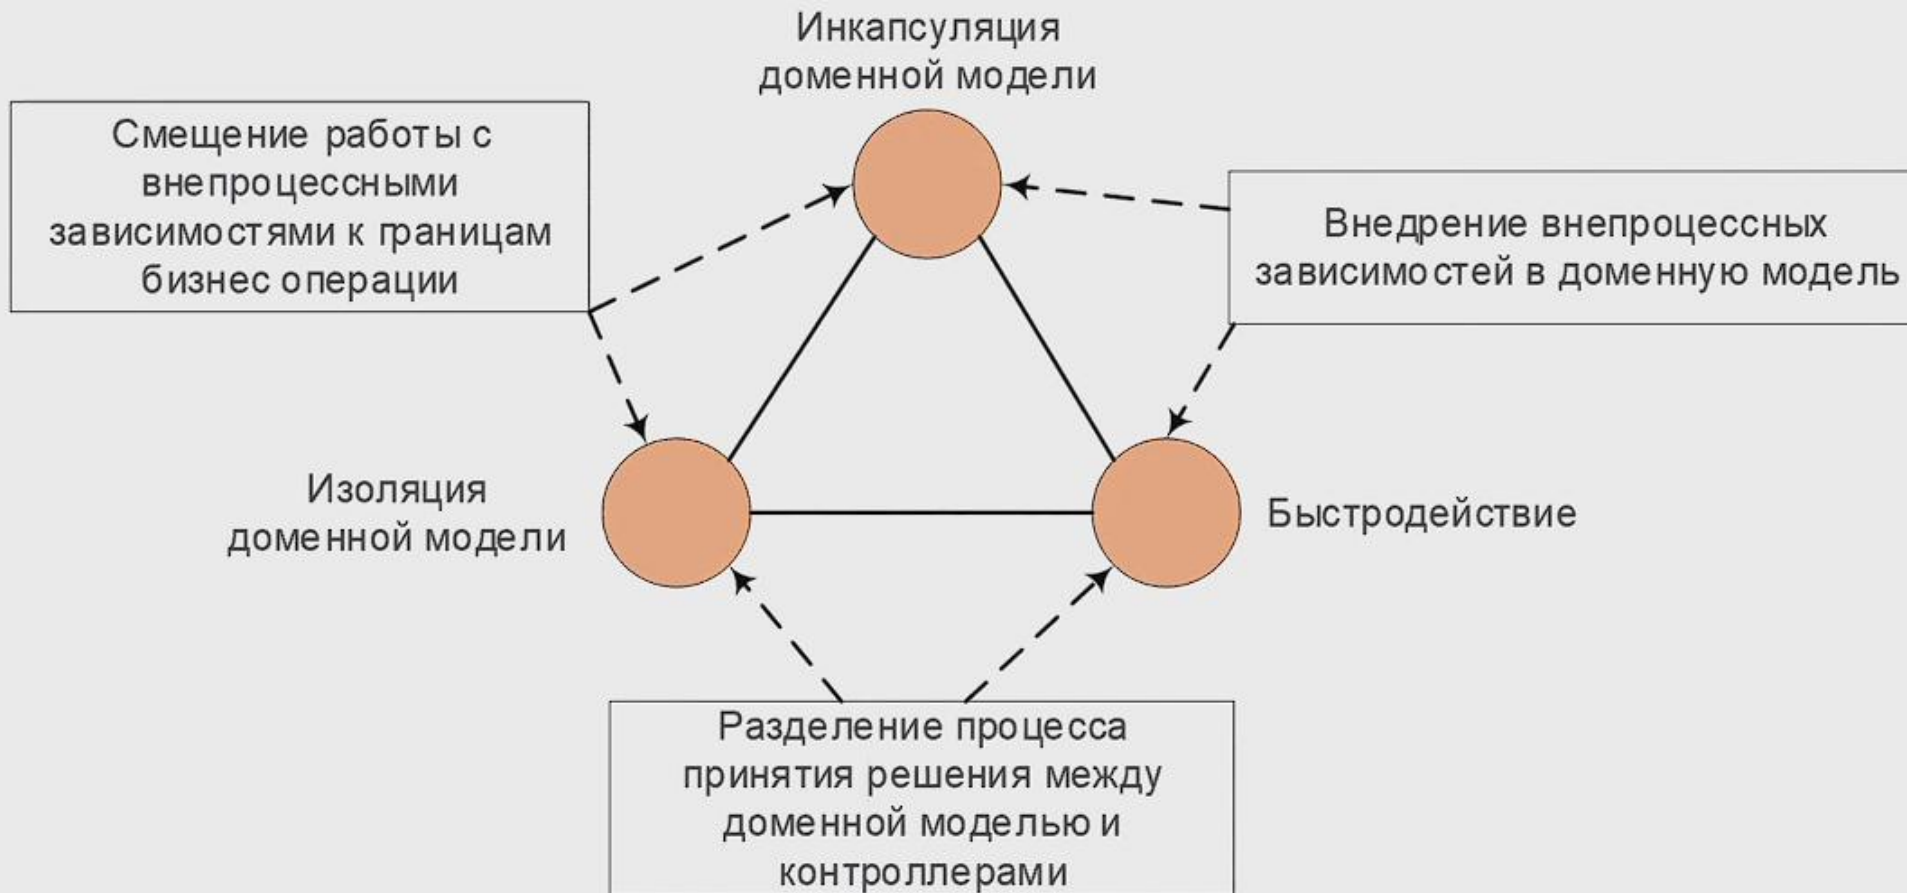 Инкапсуляция
доменной модели
Смещение работы с
внепроцессными
зависимостями к границам
бизнес операции
Внедрение внепроцессных
зависимостей в доменную модель
Изоляция
доменной модели
Быстродействие
Разделение процесса
принятия решения между
доменной моделью и
контроллерами